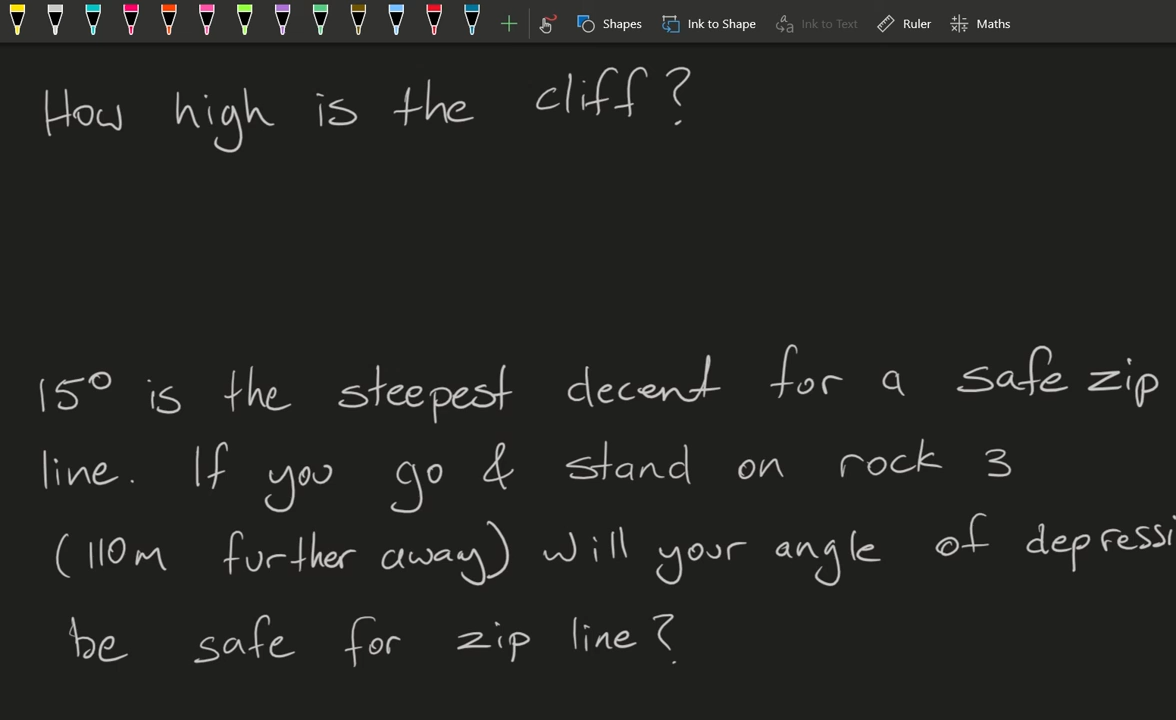 Shapes Ink to Shape Ink to Text Ruler Maths
How high is the cliff?
15° is the steepest decent for a safe zip
line. If you go & stand on rock 3
(110m further away) will your angle of depressi
be safe for zip line?